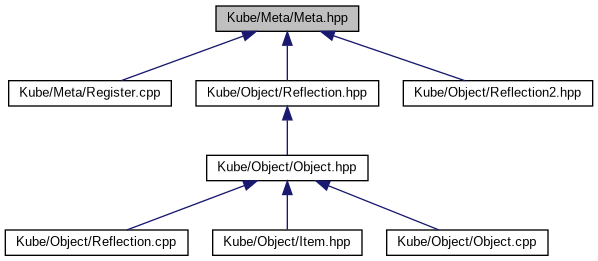 Kube/Meta/Meta.hpp
Kube/Meta/Register.cpp
Kube/Object/Reflection.hpp
Kube/Object/Reflection2.hpp
Kube/Object/Object.hpp
Kube/Object/Reflection.cpp
Kube/Object/Item.hpp
Kube/Object/Object.cpp